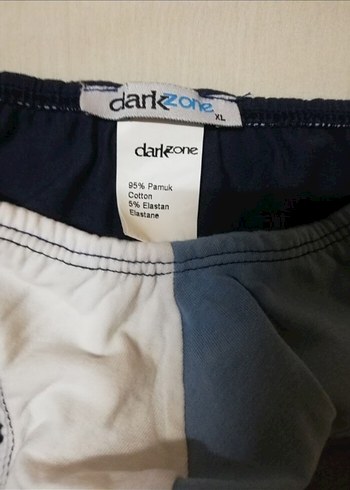 darkzone
XL
darkzone
95% Pamuk
Cotton
5% Elastan
Elastane